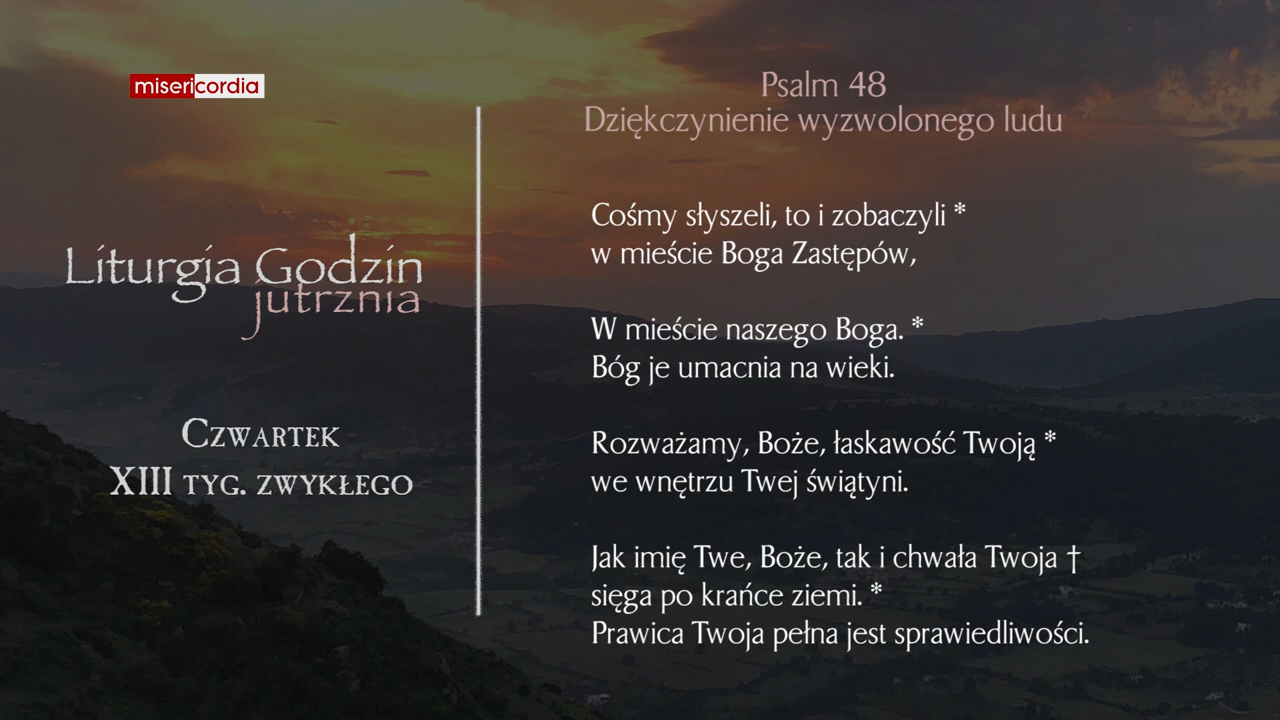 misericordia
Liturgia Godzin
jutrznia
Czwartek
XIII tyg. zwykłego
Psalm 48
Dziękczynienie wyzwolonego ludu
Cośmy słyszeli, to i zobaczyli *
w mieście Boga Zastępów,
W mieście naszego Boga. *
Bóg je umacnia na wieki.
Rozważamy, Boże, łaskawość Twoją *
we wnętrzu Twej świątyni.
Jak imię Twe, Boże, tak i chwała Twoja †
sięga po krańce ziemi. *
Prawica Twoja pełna jest sprawiedliwości.